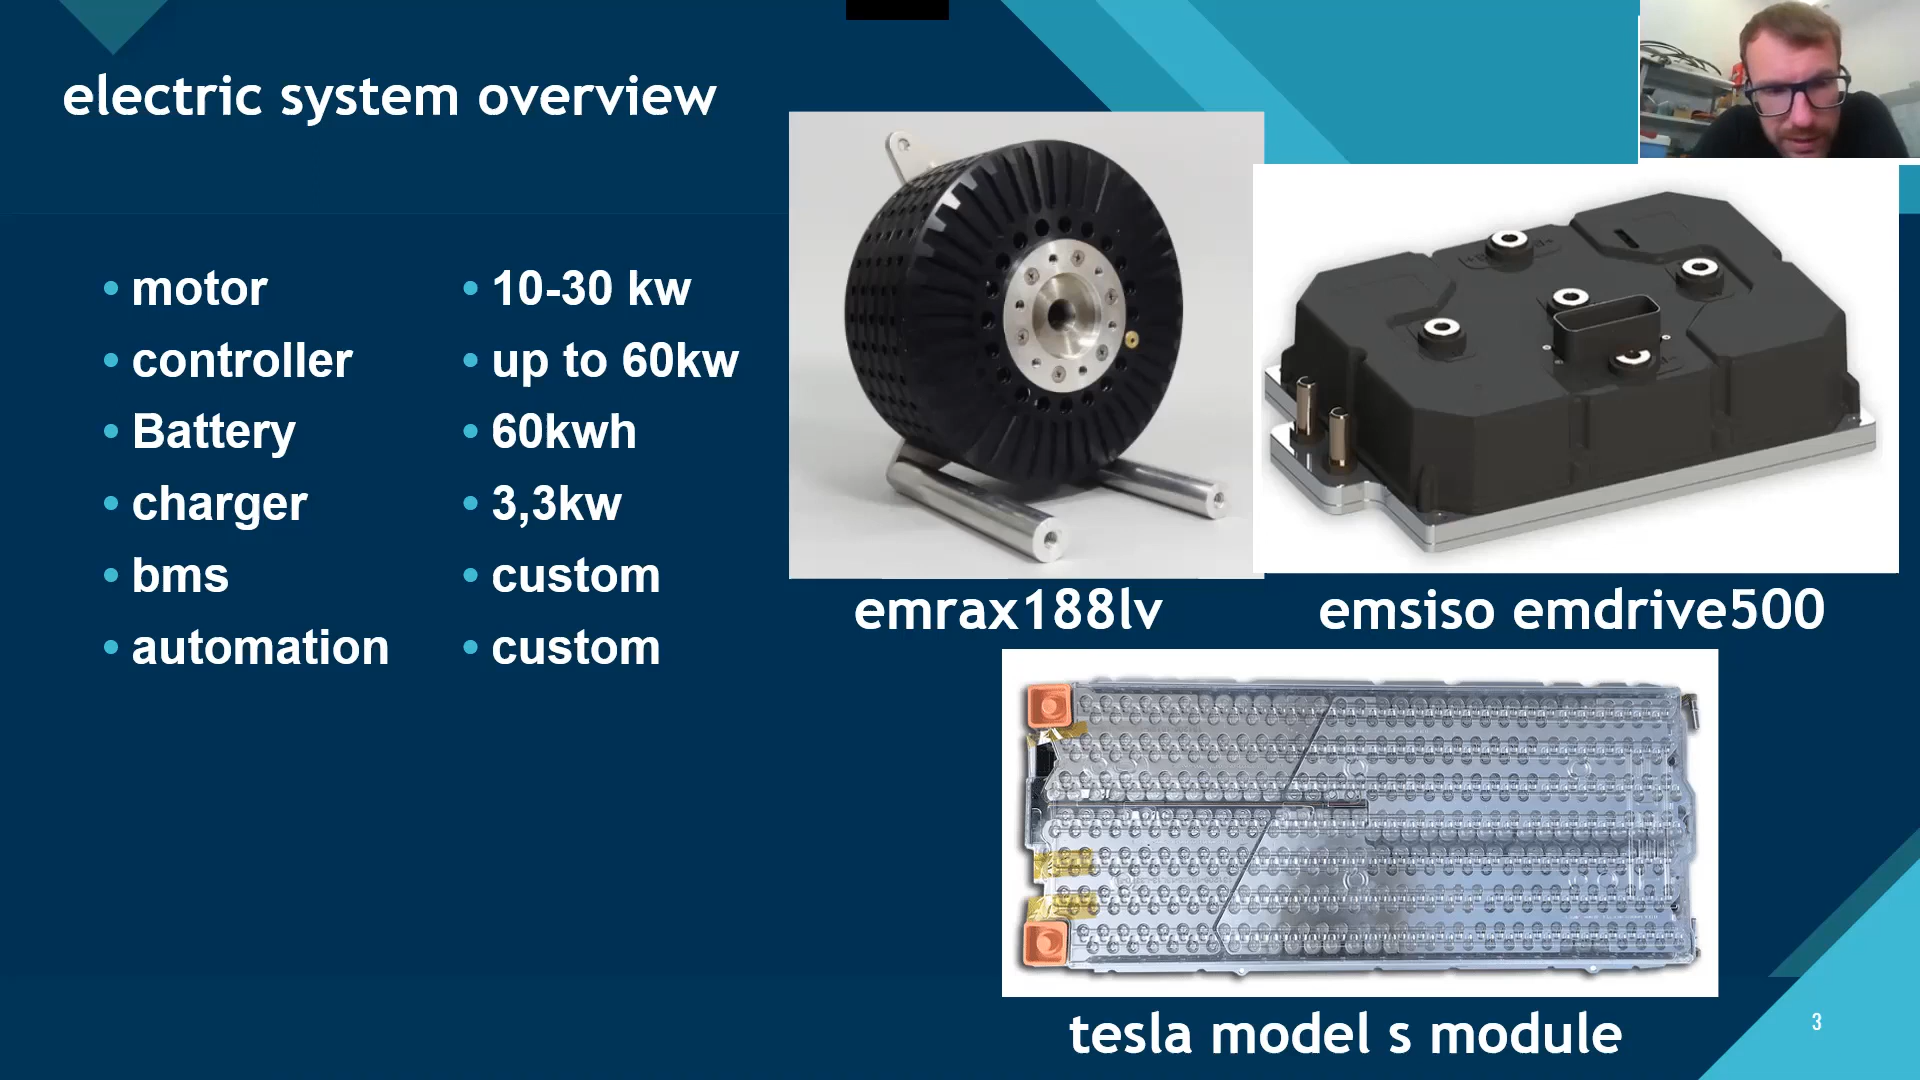 electric system overview
• motor
• controller
• Battery
• charger
• bms
• automation
• 10-30 kw
• up to 60kw
• 60kwh
• 3,3kw
• custom
• custom
emrax188lv
emsiso emdrive500
tesla model s module
3